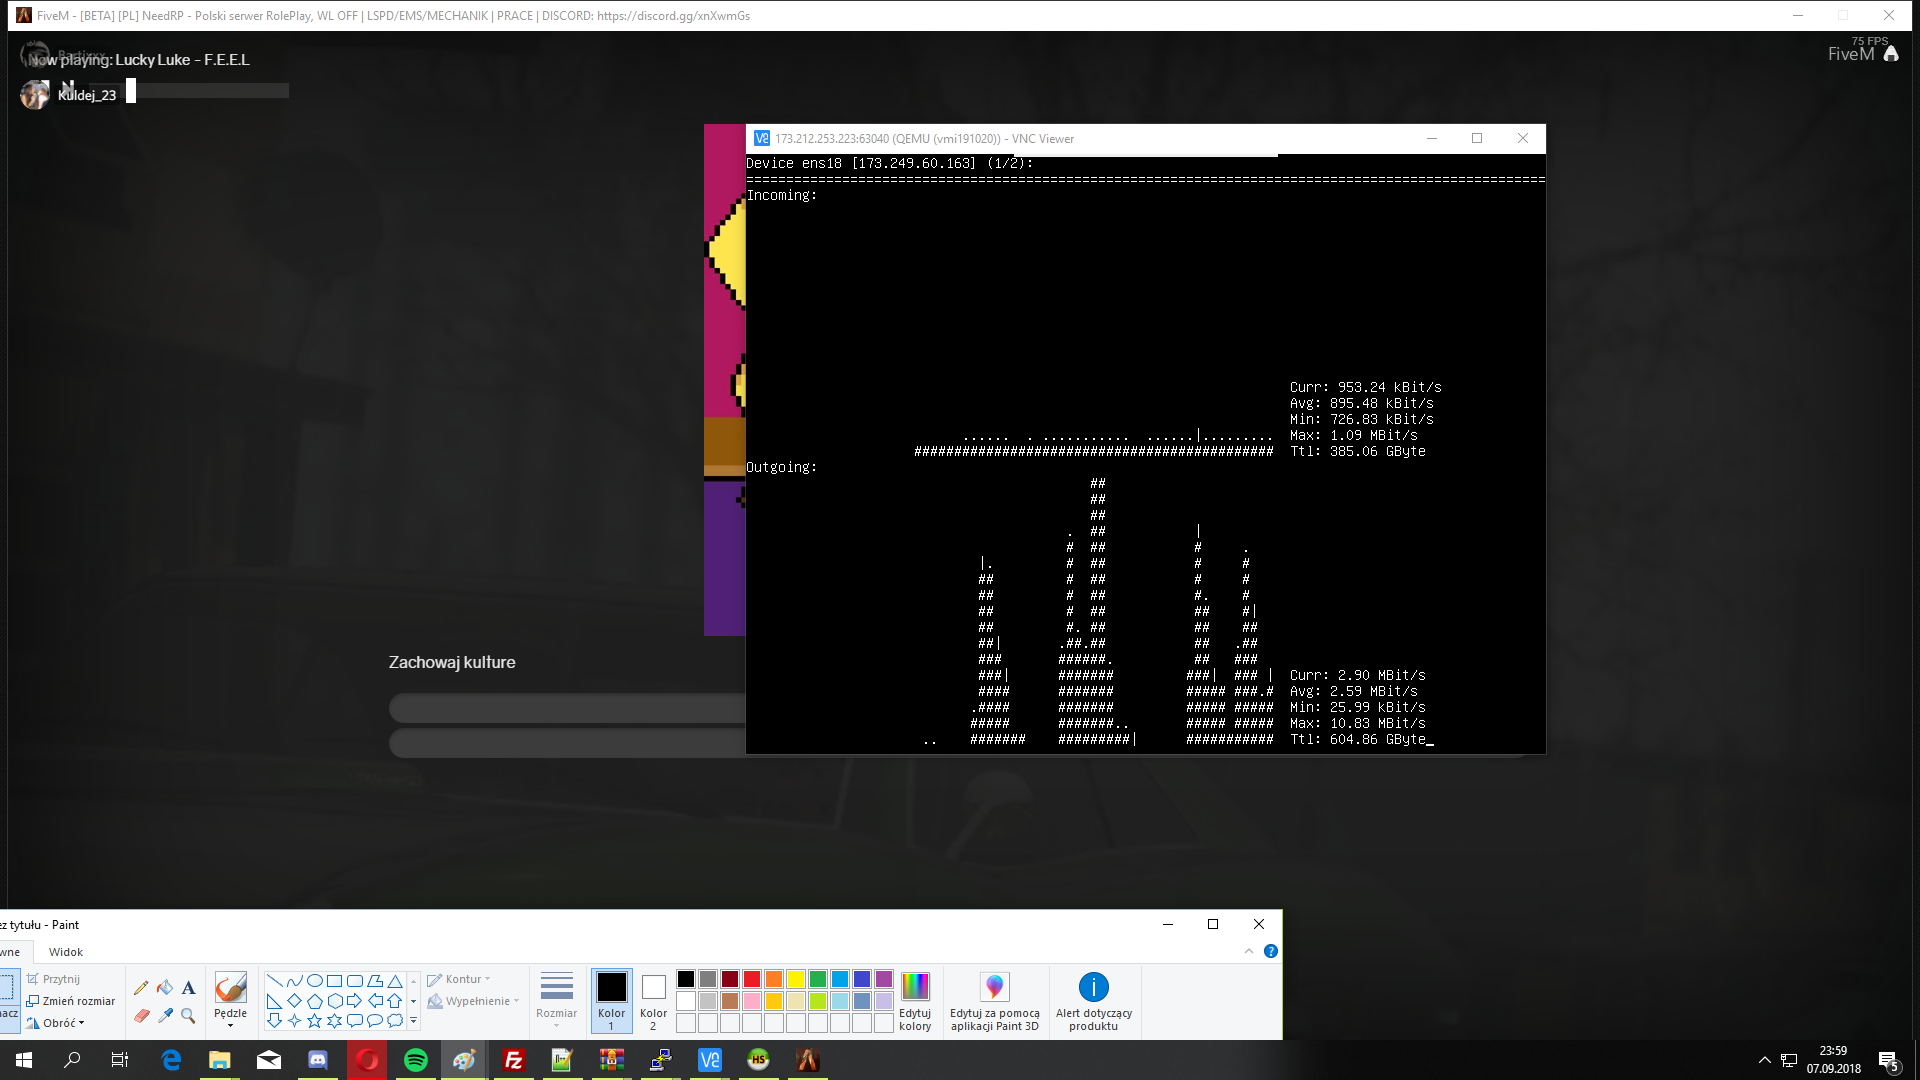 FiveM - [BETA] [PL] NeedRP - Polski serwer RolePlay, WL OFF | LSPD/EMS/MECHANIK | PRACE | DISCORD: https://discord.gg/xnXwmGs
75 FPS
FiveM
Bartixxx
Now playing: Lucky Luke - F.E.E.L
Kuldej_23
173.212.253.223:63040 (QEMU (vmi191020)) - VNC Viewer
Device ens18 [173.249.60.163] (1/2):
Incoming:
Curr: 953.24 kBit/s
Avg: 895.48 kBit/s
Min: 726.83 kBit/s
Max: 1.09 MBit/s
Ttl: 385.06 GByte
Outgoing:
Curr: 2.90 MBit/s
Avg: 2.59 MBit/s
Min: 25.99 kBit/s
Max: 10.83 MBit/s
Ttl: 604.86 GByte_
Zachowaj kulture
ez tytułu - Paint
wne
Widok
Przytnij
Zmień rozmiar
Obróć
nacz
Pędzle
Kontur
Wypełnienie
Rozmiar
Kolor 1
Kolor 2
Edytuj kolory
Edytuj za pomocą aplikacji Paint 3D
Alert dotyczący produktu
23:59
07.09.2018
5